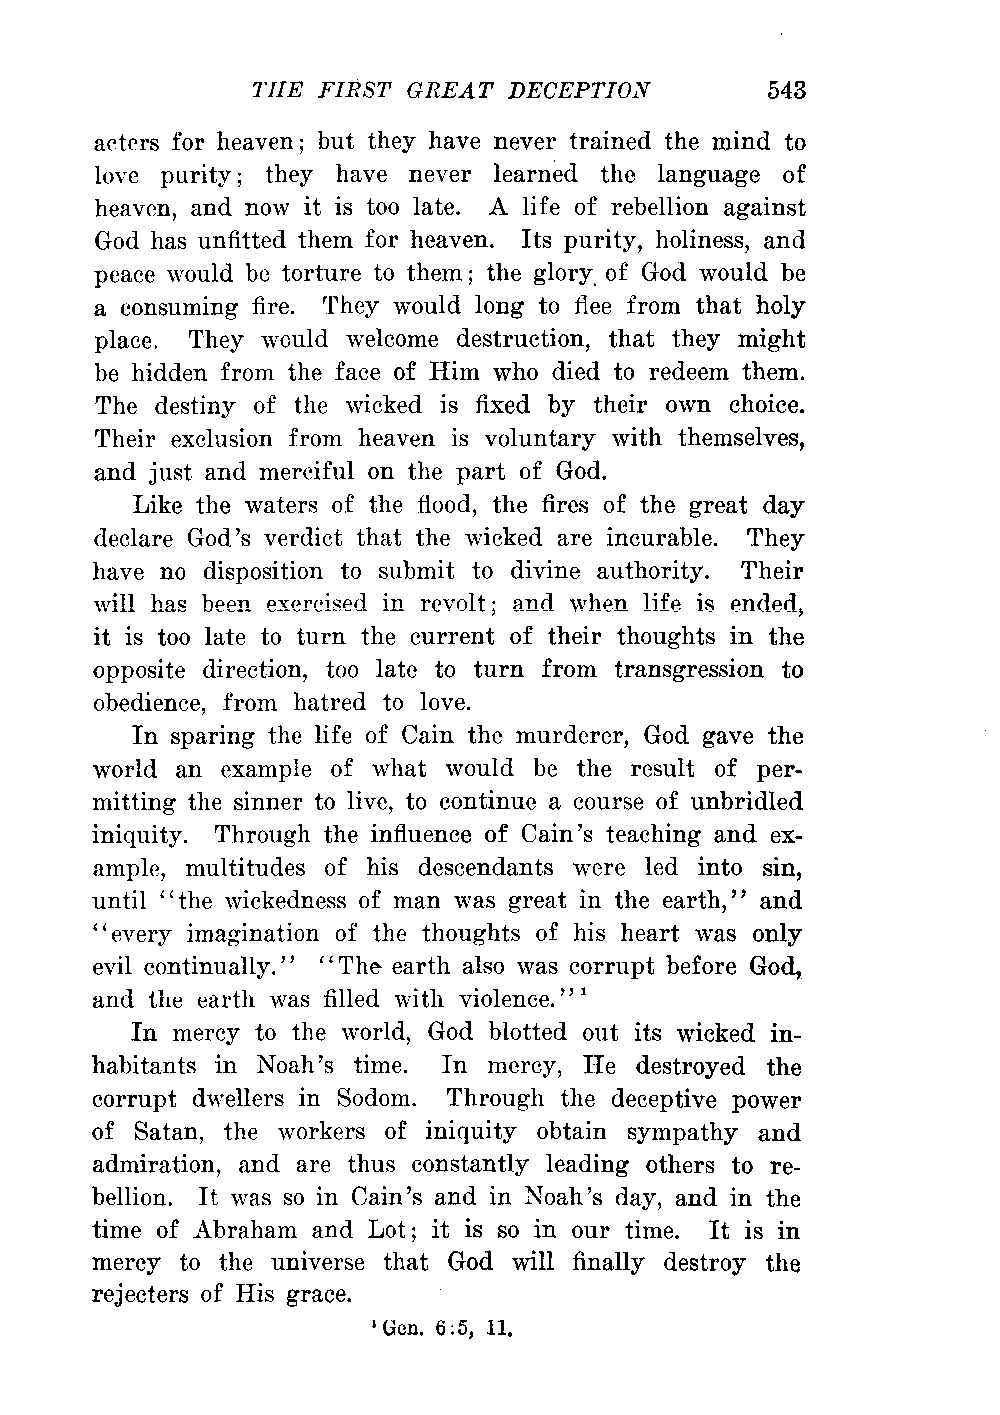 THE FIRST GREAT DECEPTION 543
acters for heaven; but they have never trained the mind to
love purity; they have never learned the language of
heaven, and now it is too late. A life of rebellion against
God has unfitted them for heaven. Its purity, holiness, and
peace would be torture to them; the glory of God would be
a consuming fire. They would long to flee from that holy
place. They would welcome destruction, that they might
be hidden from the face of Him who died to redeem them.
The destiny of the wicked is fixed by their own choice.
Their exclusion from heaven is voluntary with themselves,
and just and merciful on the part of God.
Like the waters of the flood, the fires of the great day
declare God's verdict that the wicked are incurable. They
have no disposition to submit to divine authority. Their
will has been exercised in revolt; and when life is ended,
it is too late to turn the current of their thoughts in the
opposite direction, too late to turn from transgression to
obedience, from hatred to love.
In sparing the life of Cain the murderer, God gave the
world an example of what would be the result of per-
mitting the sinner to live, to continue a course of unbridled
iniquity. Through the influence of Cain's teaching and ex-
ample, multitudes of his descendants were led into sin,
until "the wickedness of man was great in the earth," and
"every imagination of the thoughts of his heart was only
evil continually." "The earth also was corrupt before God,
and the earth was filled with violence."¹
In mercy to the world, God blotted out its wicked in-
habitants in Noah's time. In mercy, He destroyed the
corrupt dwellers in Sodom. Through the deceptive power
of Satan, the workers of iniquity obtain sympathy and
admiration, and are thus constantly leading others to re-
bellion. It was so in Cain's and in Noah's day, and in the
time of Abraham and Lot; it is so in our time. It is in
mercy to the universe that God will finally destroy the
rejecters of His grace.
¹ Gen. 6:5, 11.